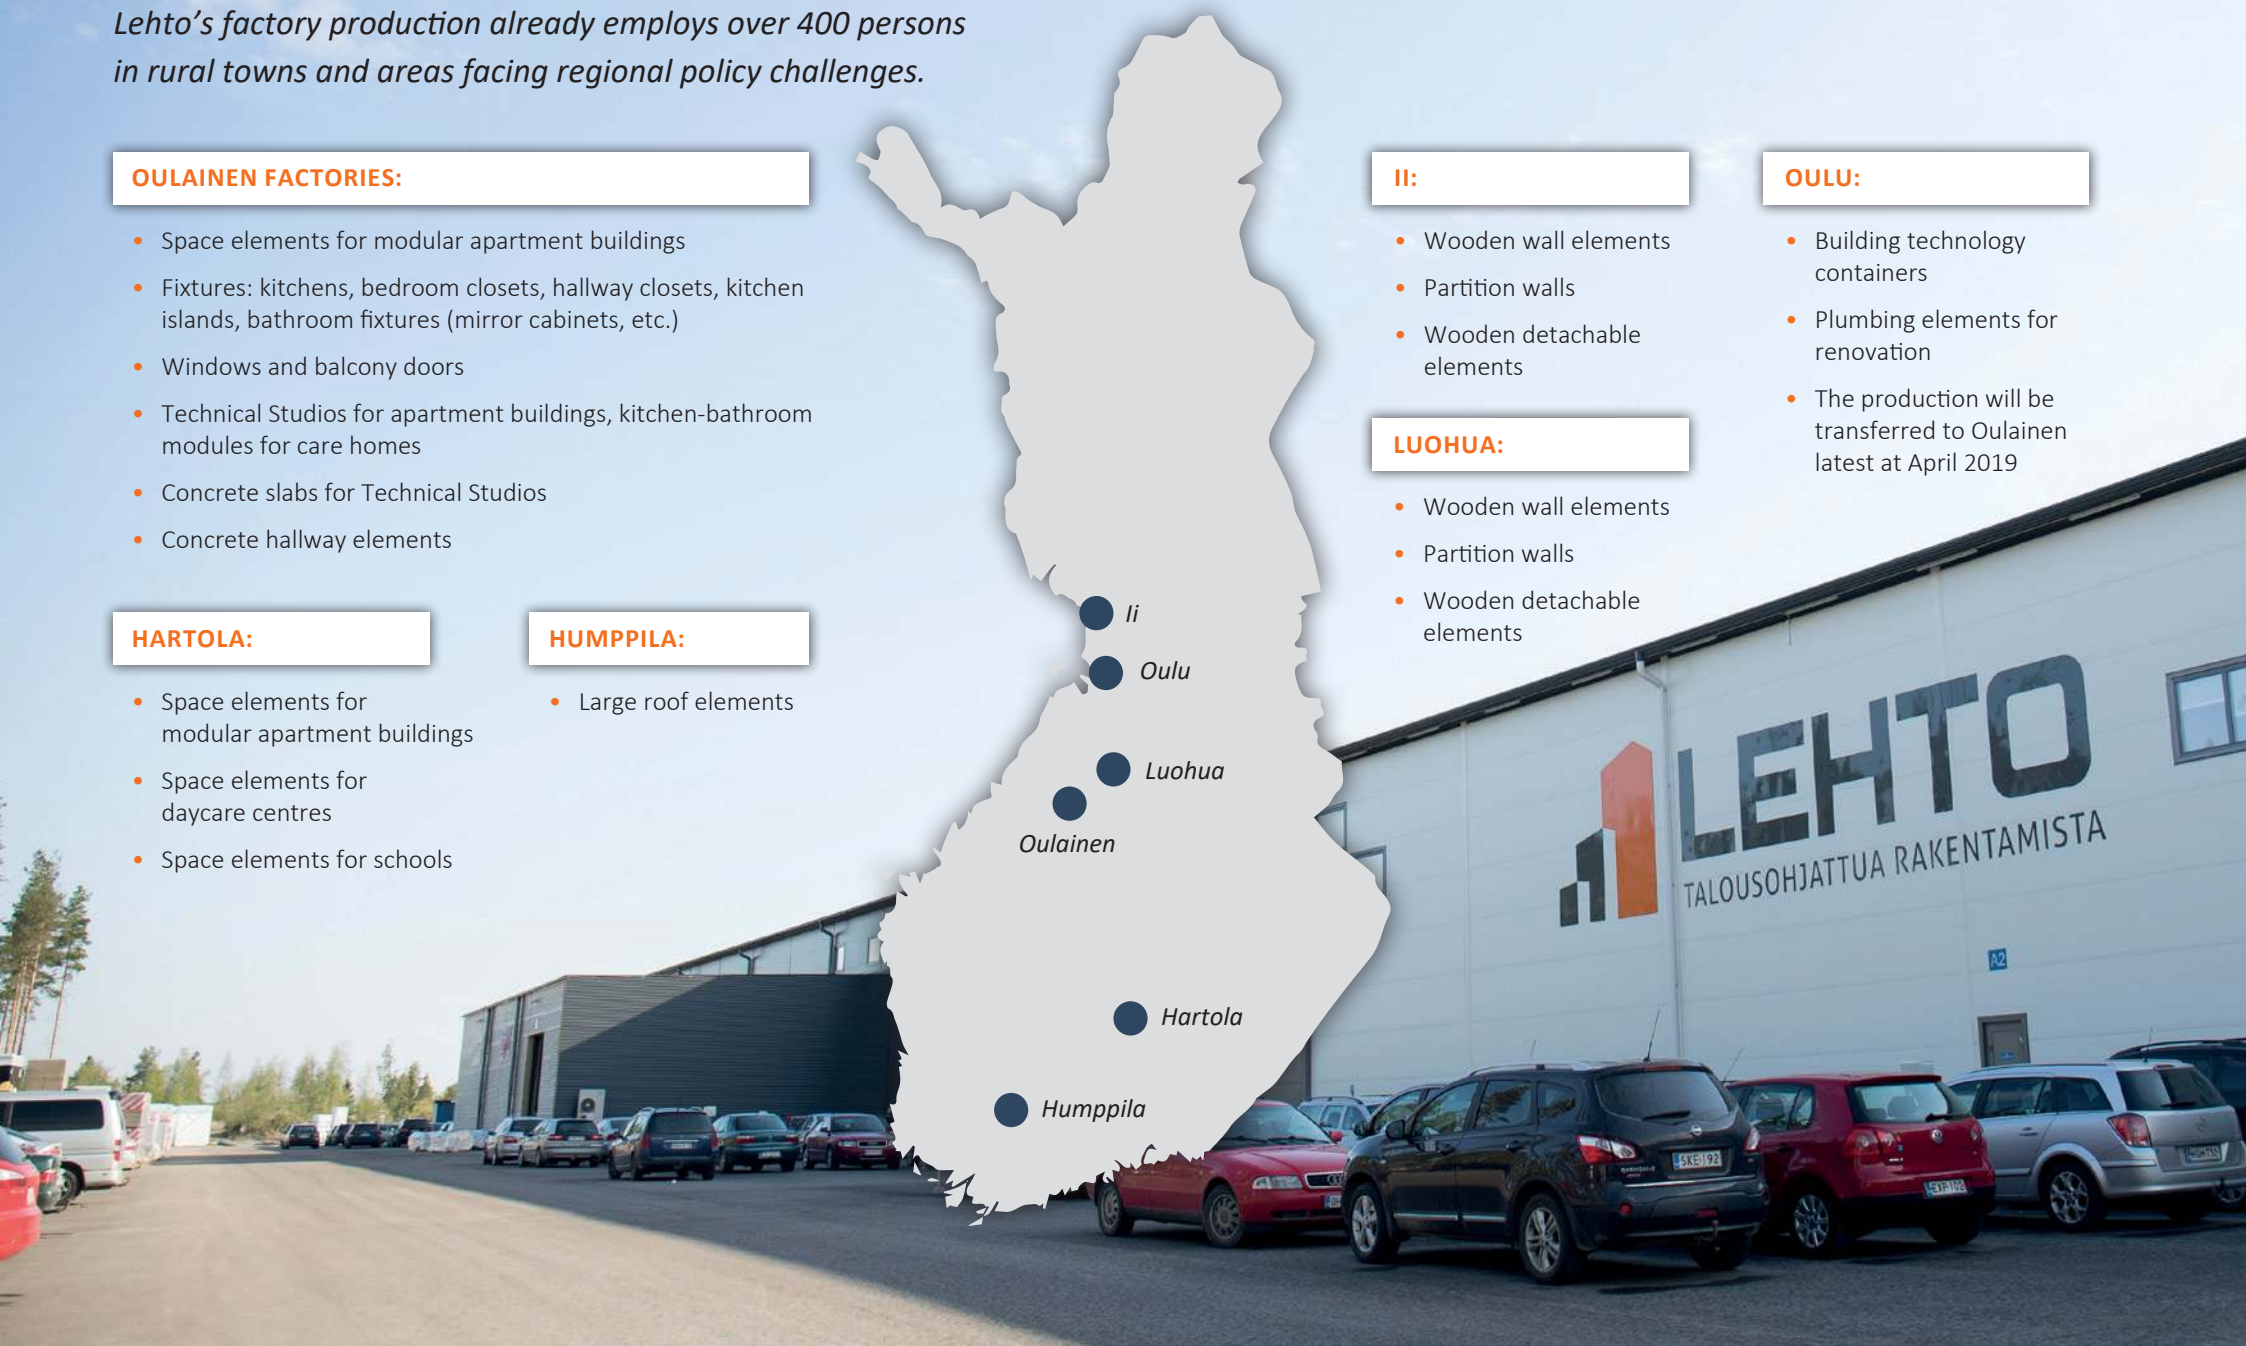 Lehto's factory production already employs over 400 persons
in rural towns and areas facing regional policy challenges.
OULAINEN FACTORIES:
• Space elements for modular apartment buildings
• Fixtures: kitchens, bedroom closets, hallway closets, kitchen
islands, bathroom fixtures (mirror cabinets, etc.)
• Windows and balcony doors
• Technical Studios for apartment buildings, kitchen-bathroom
modules for care homes
• Concrete slabs for Technical Studios
• Concrete hallway elements
HARTOLA:
• Space elements for
modular apartment buildings
• Space elements for
daycare centres
• Space elements for schools
HUMPPILA:
• Large roof elements
Ii
Oulu
Luohua
Oulainen
Hartola
Humppila
II:
• Wooden wall elements
• Partition walls
• Wooden detachable
elements
LUOHUA:
• Wooden wall elements
• Partition walls
• Wooden detachable
elements
OULU:
• Building technology
containers
• Plumbing elements for
renovation
• The production will be
transferred to Oulainen
latest at April 2019
LEHTO
TALOUSOHJATTUA RAKENTAMISTA
A2
SKE-192
EXP-102